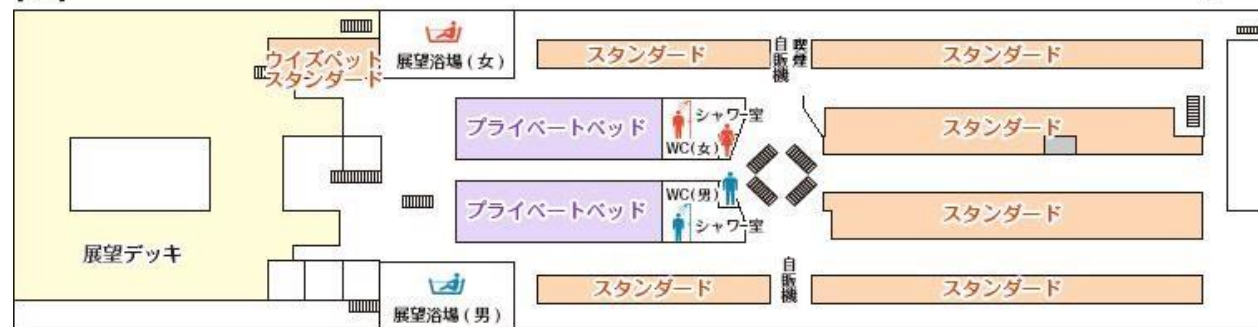 展望浴場(女)
ウイズペット
スタンダード
スタンダード
自販機
喫煙
スタンダード
プライベートベッド
シャワー室
WC(女)
スタンダード
プライベートベッド
WC(男)
シャワー室
スタンダード
展望デッキ
展望浴場(男)
スタンダード
自販機
スタンダード